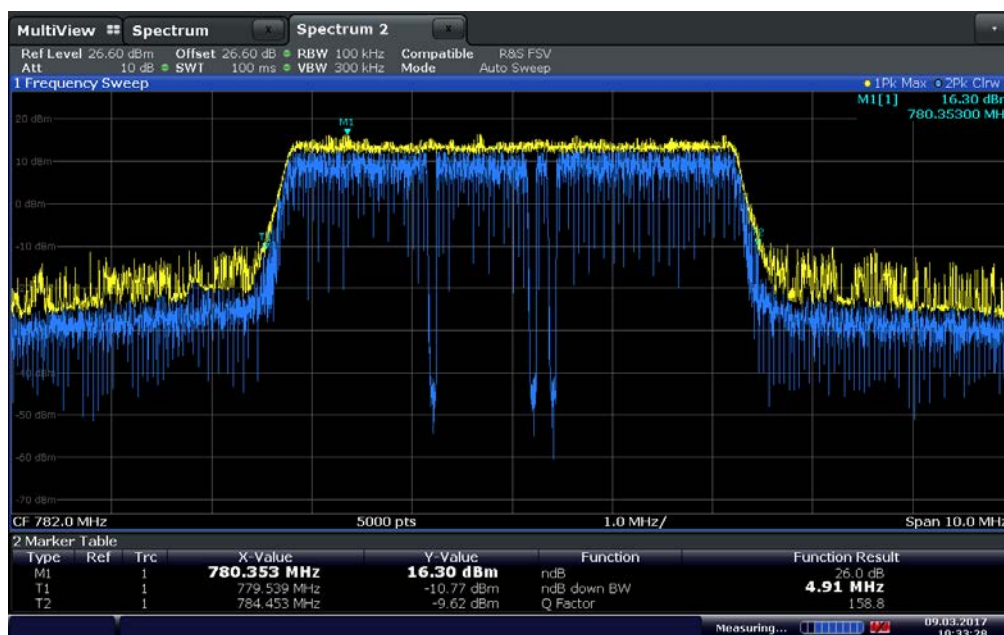 MultiView Spectrum x Spectrum 2 x
Ref Level 26.60 dBm Offset 26.60 dB RBW 100 kHz Compatible R&S FSV
Att 10 dB SWT 100 ms VBW 300 kHz Mode Auto Sweep
1 Frequency Sweep 1Pk Max 2Pk Clrw
M1[1] 16.30 dBm
780.35300 MH
20 dBm
M1
10 dBm
0 dBm
-10 dBm
-40 dBm
-50 dBm
-60 dBm
-70 dBm
CF 782.0 MHz 5000 pts 1.0 MHz/ Span 10.0 MHz
2 Marker Table
Type Ref Trc X-Value Y-Value Function Function Result
M1 1 780.353 MHz 16.30 dBm ndB 26.0 dB
T1 1 779.539 MHz -10.77 dBm ndB down BW 4.91 MHz
T2 1 784.453 MHz -9.62 dBm Q Factor 158.8
Measuring... 09.03.2017
10:33:28